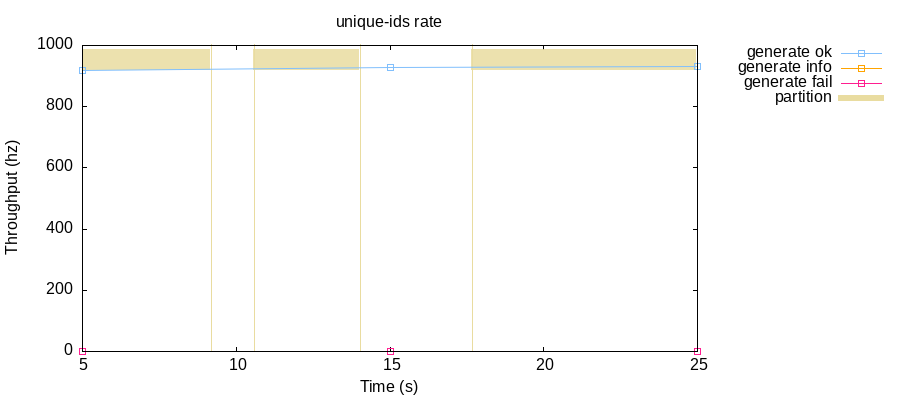 unique-ids rate
1000
800
600
400
200
0
5
10
15
20
25
Throughput (hz)
Time (s)
generate ok
generate info
generate fail
partition